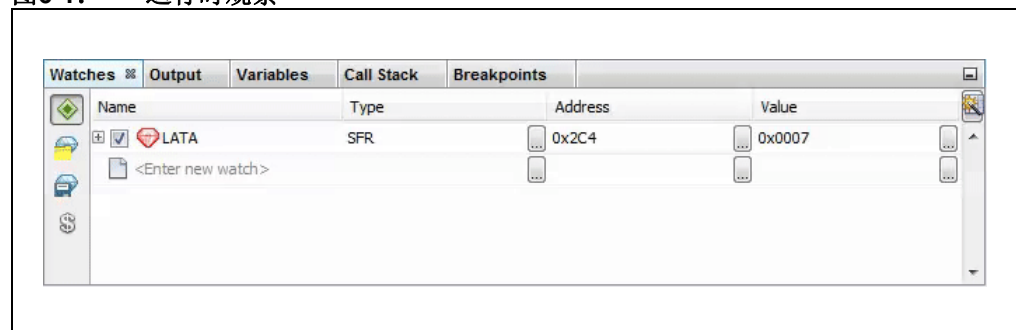 Watches Output Variables Call Stack Breakpoints
Name Type Address Value
LATA SFR ... 0x2C4 ... 0x0007 ...
<Enter new watch> ... ... ...